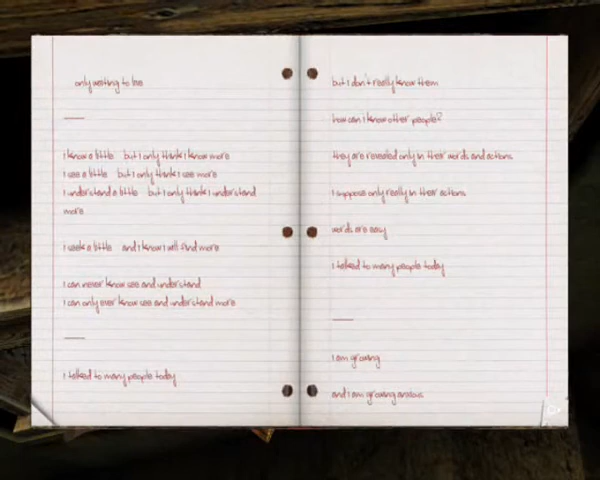 only waiting to be
I know a little but I only think I know more
I see a little but I only think I see more
I understand a little but I only think I understand
more
I seek a little and I know I will find more
I can never know see and understand
I can only ever know see and understand more
I talked to many people today
but I don't really know them
how can I know other people?
they are revealed only in their words and actions
I suppose only really in their actions
words are easy
I talked to many people today
I am growing
and I am growing anxious